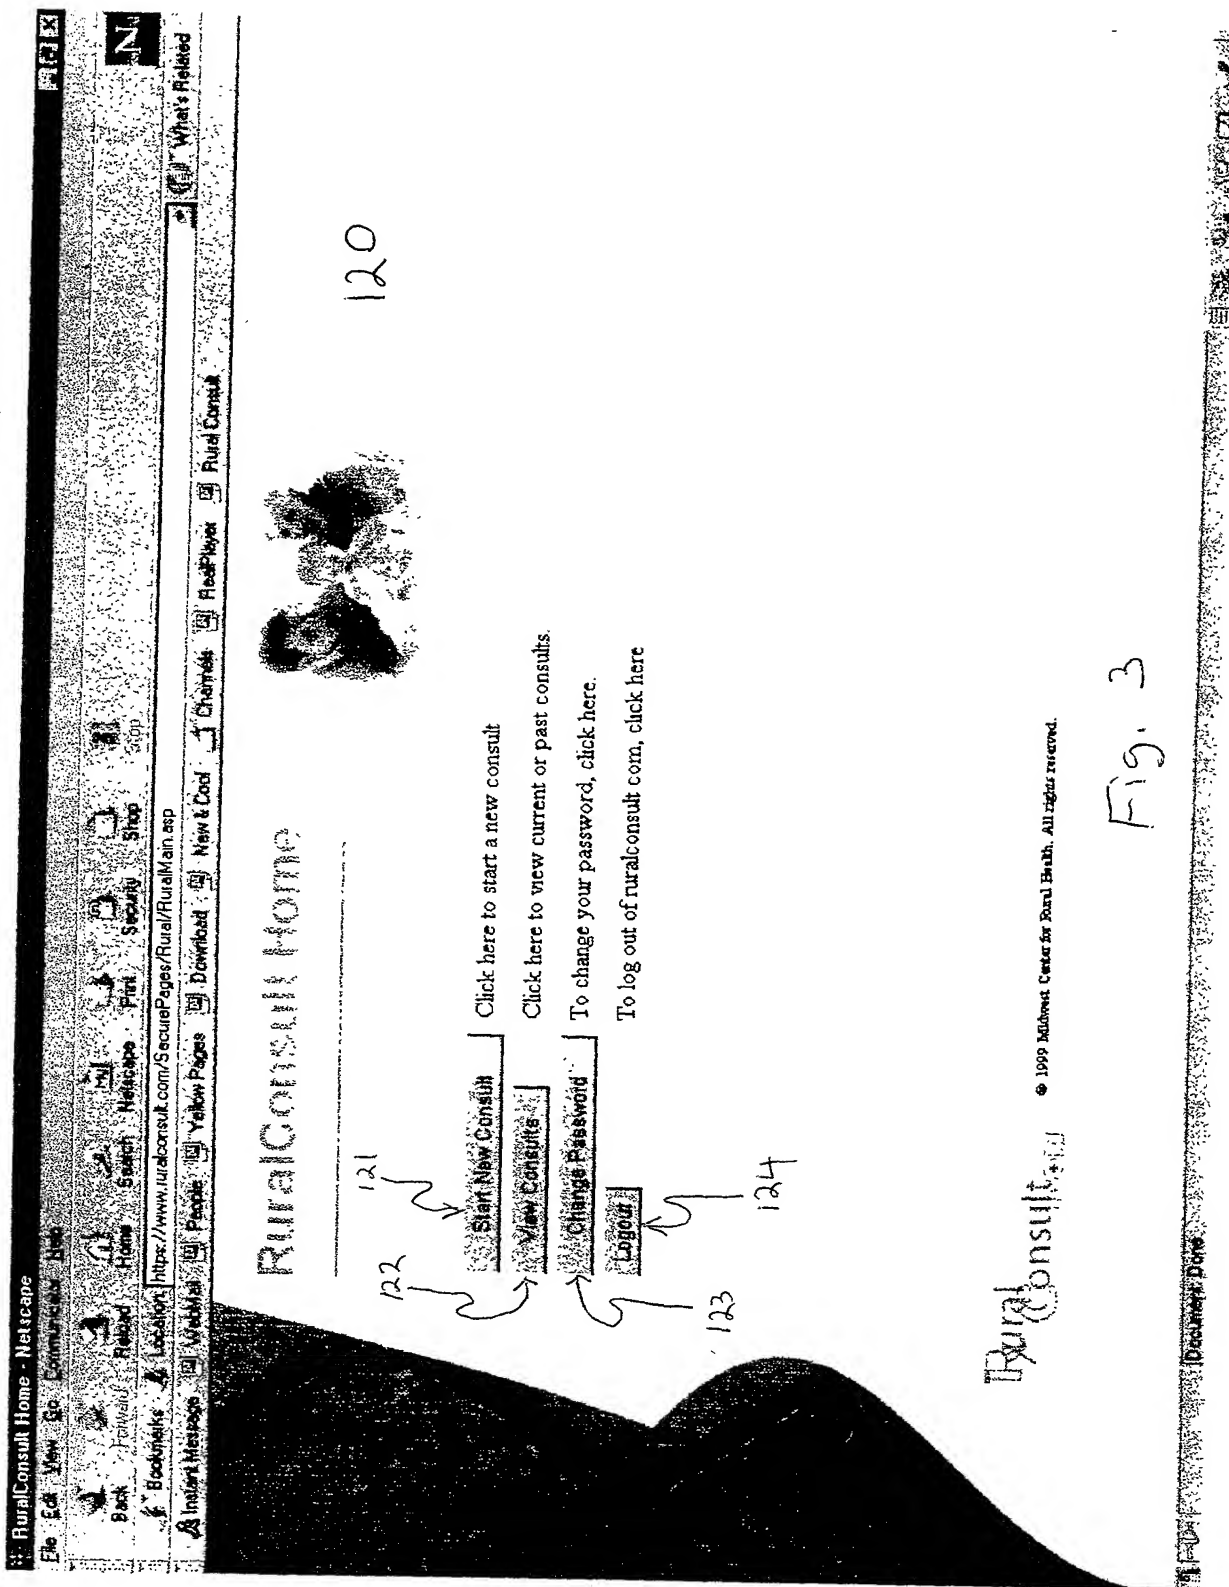 RuralConsult Home - Netscape
File Edit View Go Communicator Help
Back Forward Reload Home Search Netscape Print Security Shop Stop
Bookmarks Location: https://www.ruralconsult.com/SecurePages/Rural/RuralMain.asp What's Related
Instant Message WebMail People Yellow Pages Download New & Cool Channels RealPlayer Rural Consult
RuralConsult Home
120
121
122
Start New Consult Click here to start a new consult
View Consults Click here to view current or past consults.
Change Password To change your password, click here.
Logout To log out of ruralconsult com, click here
123
124
Rural
Consult
© 1999 Midwest Center for Rural Health. All rights reserved.
Fig. 3
Document: Done